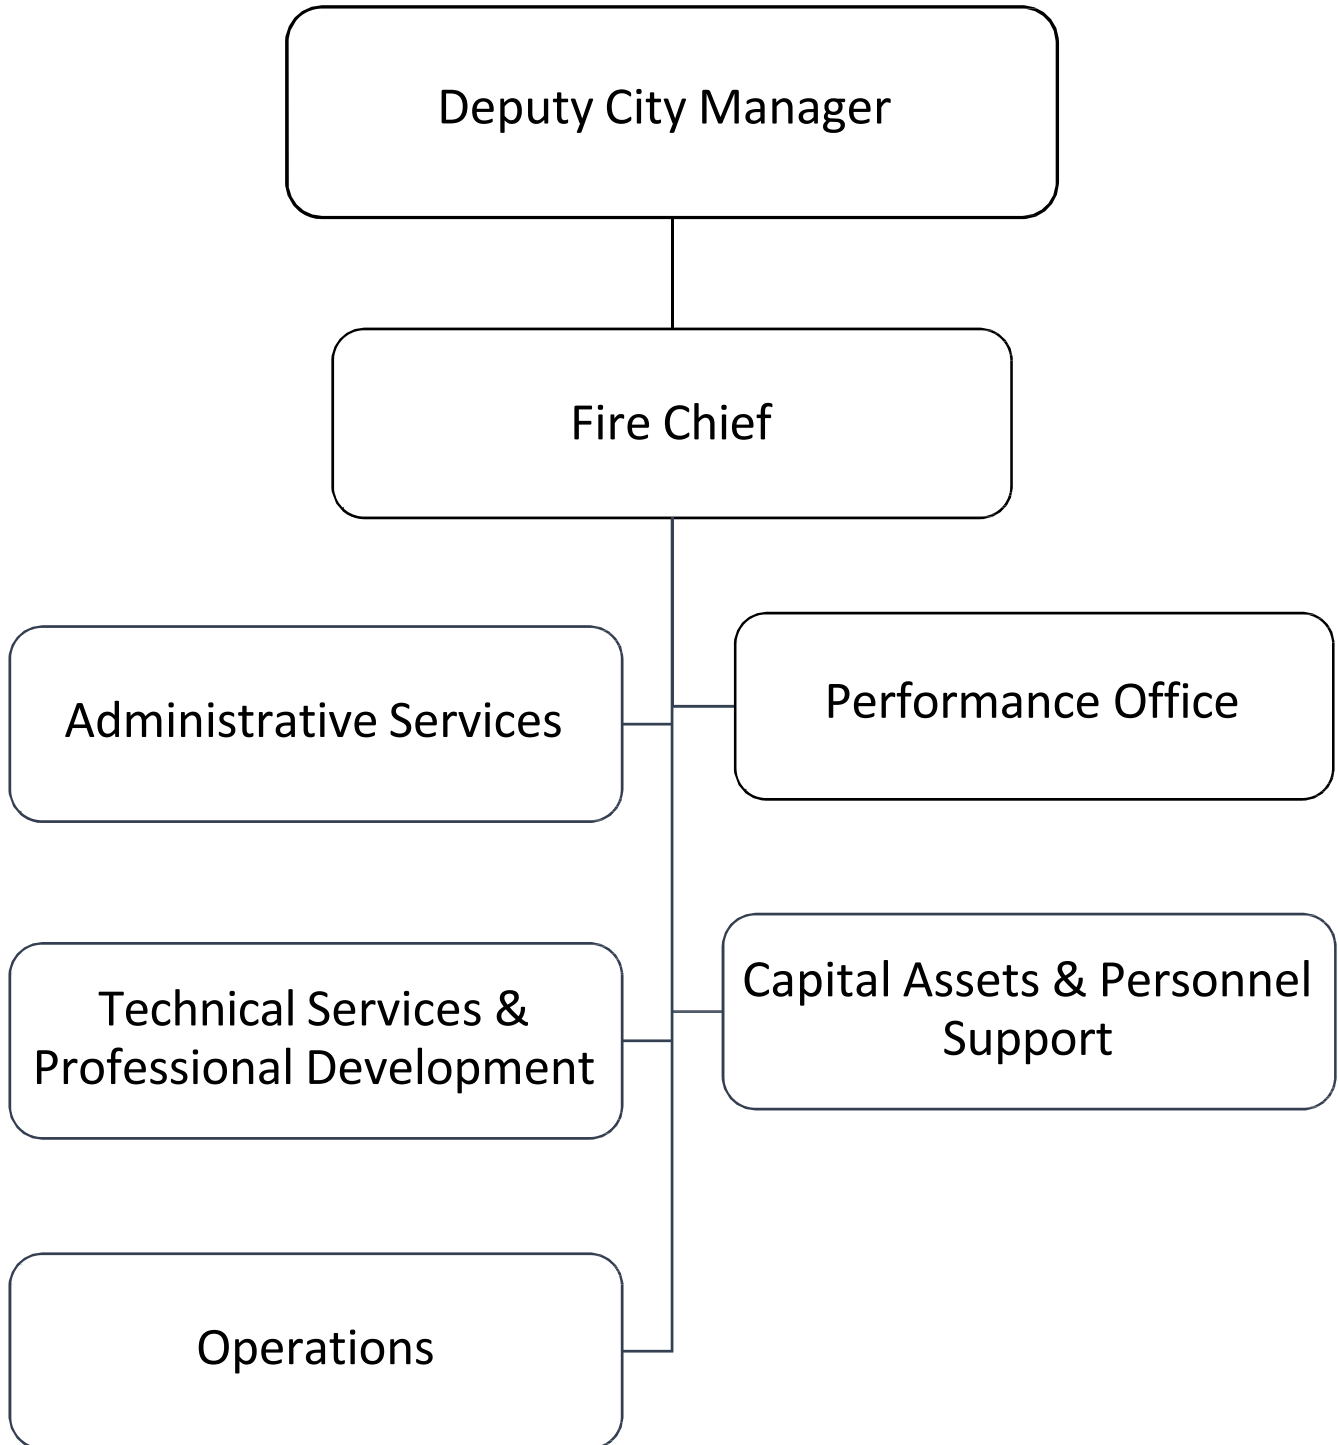 Deputy City Manager
Fire Chief
Administrative Services
Performance Office
Technical Services &
Professional Development
Capital Assets & Personnel
Support
Operations